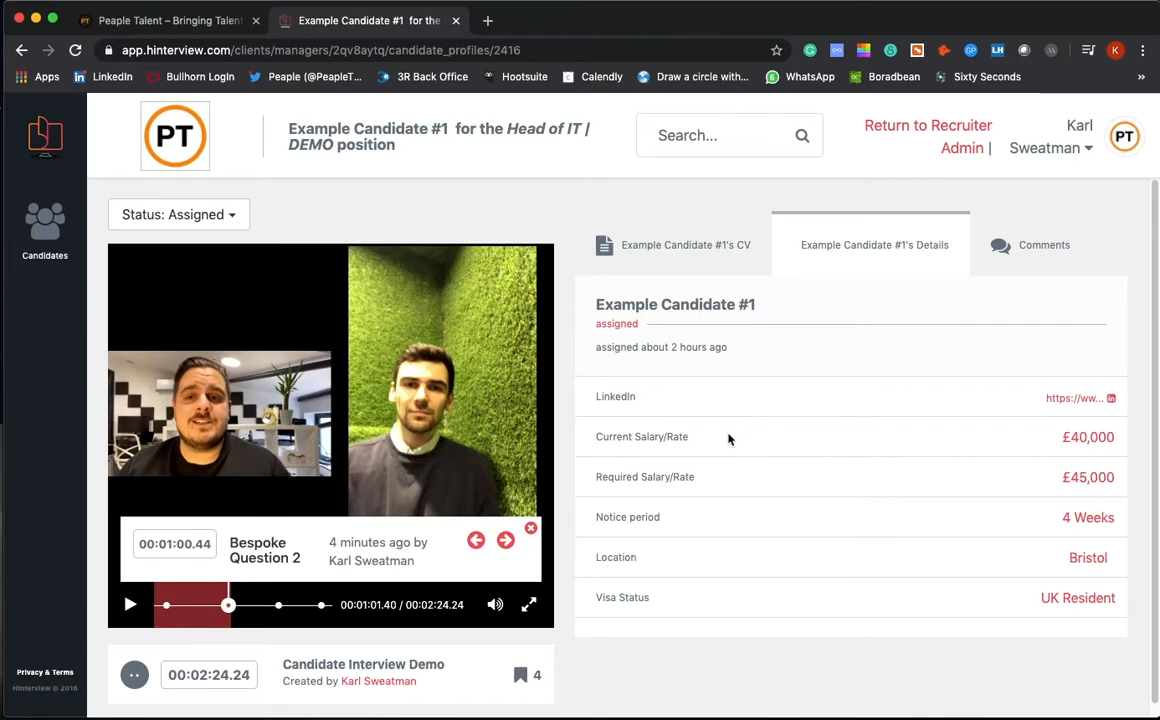 PT Peaple Talent – Bringing Talent
Example Candidate #1 for the
app.hinterview.com/clients/managers/2qv8aytq/candidate_profiles/2416
K
Apps
LinkedIn
Bullhorn LogIn
Peaple (@PeapleT...
3R Back Office
Hootsuite
Calendly
Draw a circle with...
WhatsApp
Boradbean
Sixty Seconds
»
PT
Example Candidate #1 for the Head of IT |
DEMO position
Search...
Return to Recruiter
Admin |
Karl
Sweatman
PT
Candidates
Status: Assigned
Example Candidate #1's CV
Example Candidate #1's Details
Comments
Example Candidate #1
assigned
assigned about 2 hours ago
LinkedIn
https://ww...
Current Salary/Rate
£40,000
Required Salary/Rate
£45,000
Notice period
4 Weeks
Location
Bristol
Visa Status
UK Resident
00:01:00.44
Bespoke
Question 2
4 minutes ago by
Karl Sweatman
00:01:01.40 / 00:02:24.24
00:02:24.24
Candidate Interview Demo
Created by Karl Sweatman
4
Privacy & Terms
Hinterview © 2016